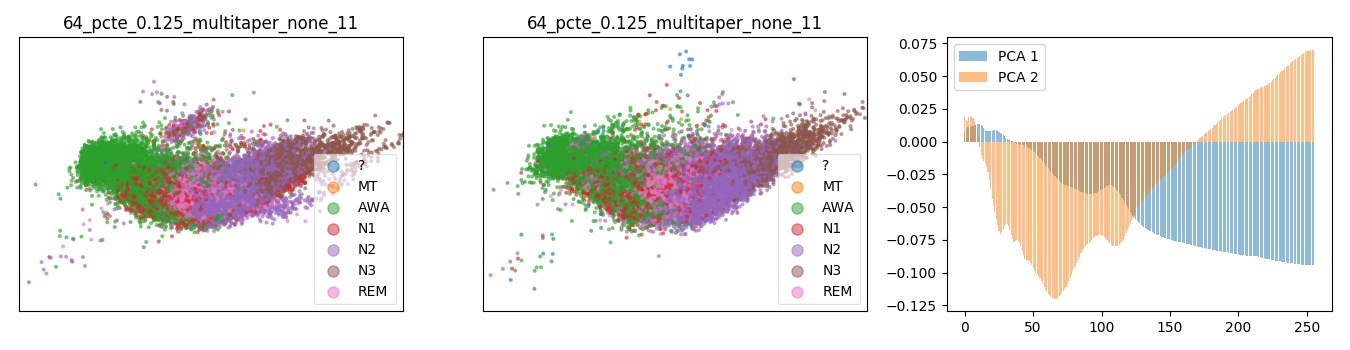 64_pcte_0.125_multitaper_none_11
?
MT
AWA
N1
N2
N3
REM
64_pcte_0.125_multitaper_none_11
?
MT
AWA
N1
N2
N3
REM
PCA 1
PCA 2
0.075
0.050
0.025
0.000
−0.025
−0.050
−0.075
−0.100
−0.125
0 50 100 150 200 250